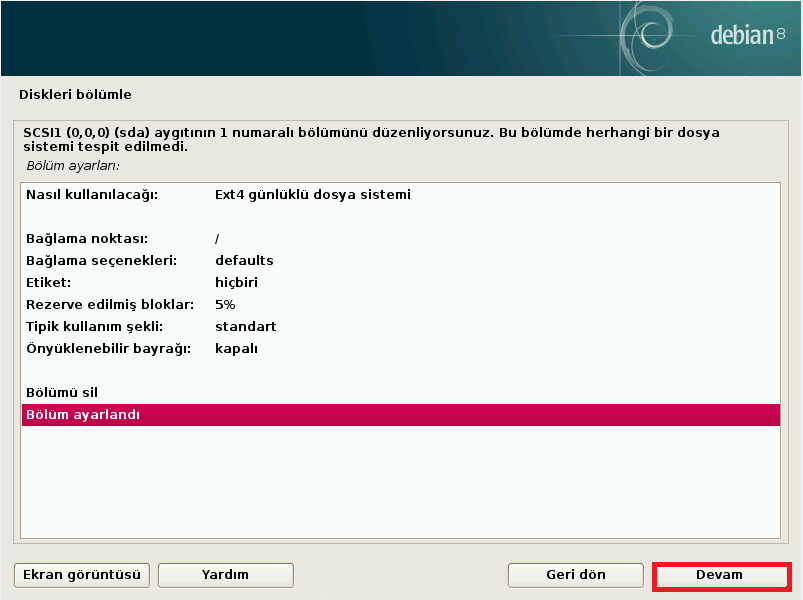 debian 8
Diskleri bölümle
SCSI1 (0,0,0) (sda) aygıtının 1 numaralı bölümünü düzenliyorsunuz. Bu bölümde herhangi bir dosya
sistemi tespit edilmedi.
Bölüm ayarları:
Nasıl kullanılacağı: Ext4 günlüklü dosya sistemi
Bağlama noktası: /
Bağlama seçenekleri: defaults
Etiket: hiçbiri
Rezerve edilmiş bloklar: 5%
Tipik kullanım şekli: standart
Önyüklenebilir bayrağı: kapalı
Bölümü sil
Bölüm ayarlandı
Ekran görüntüsü Yardım Geri dön Devam